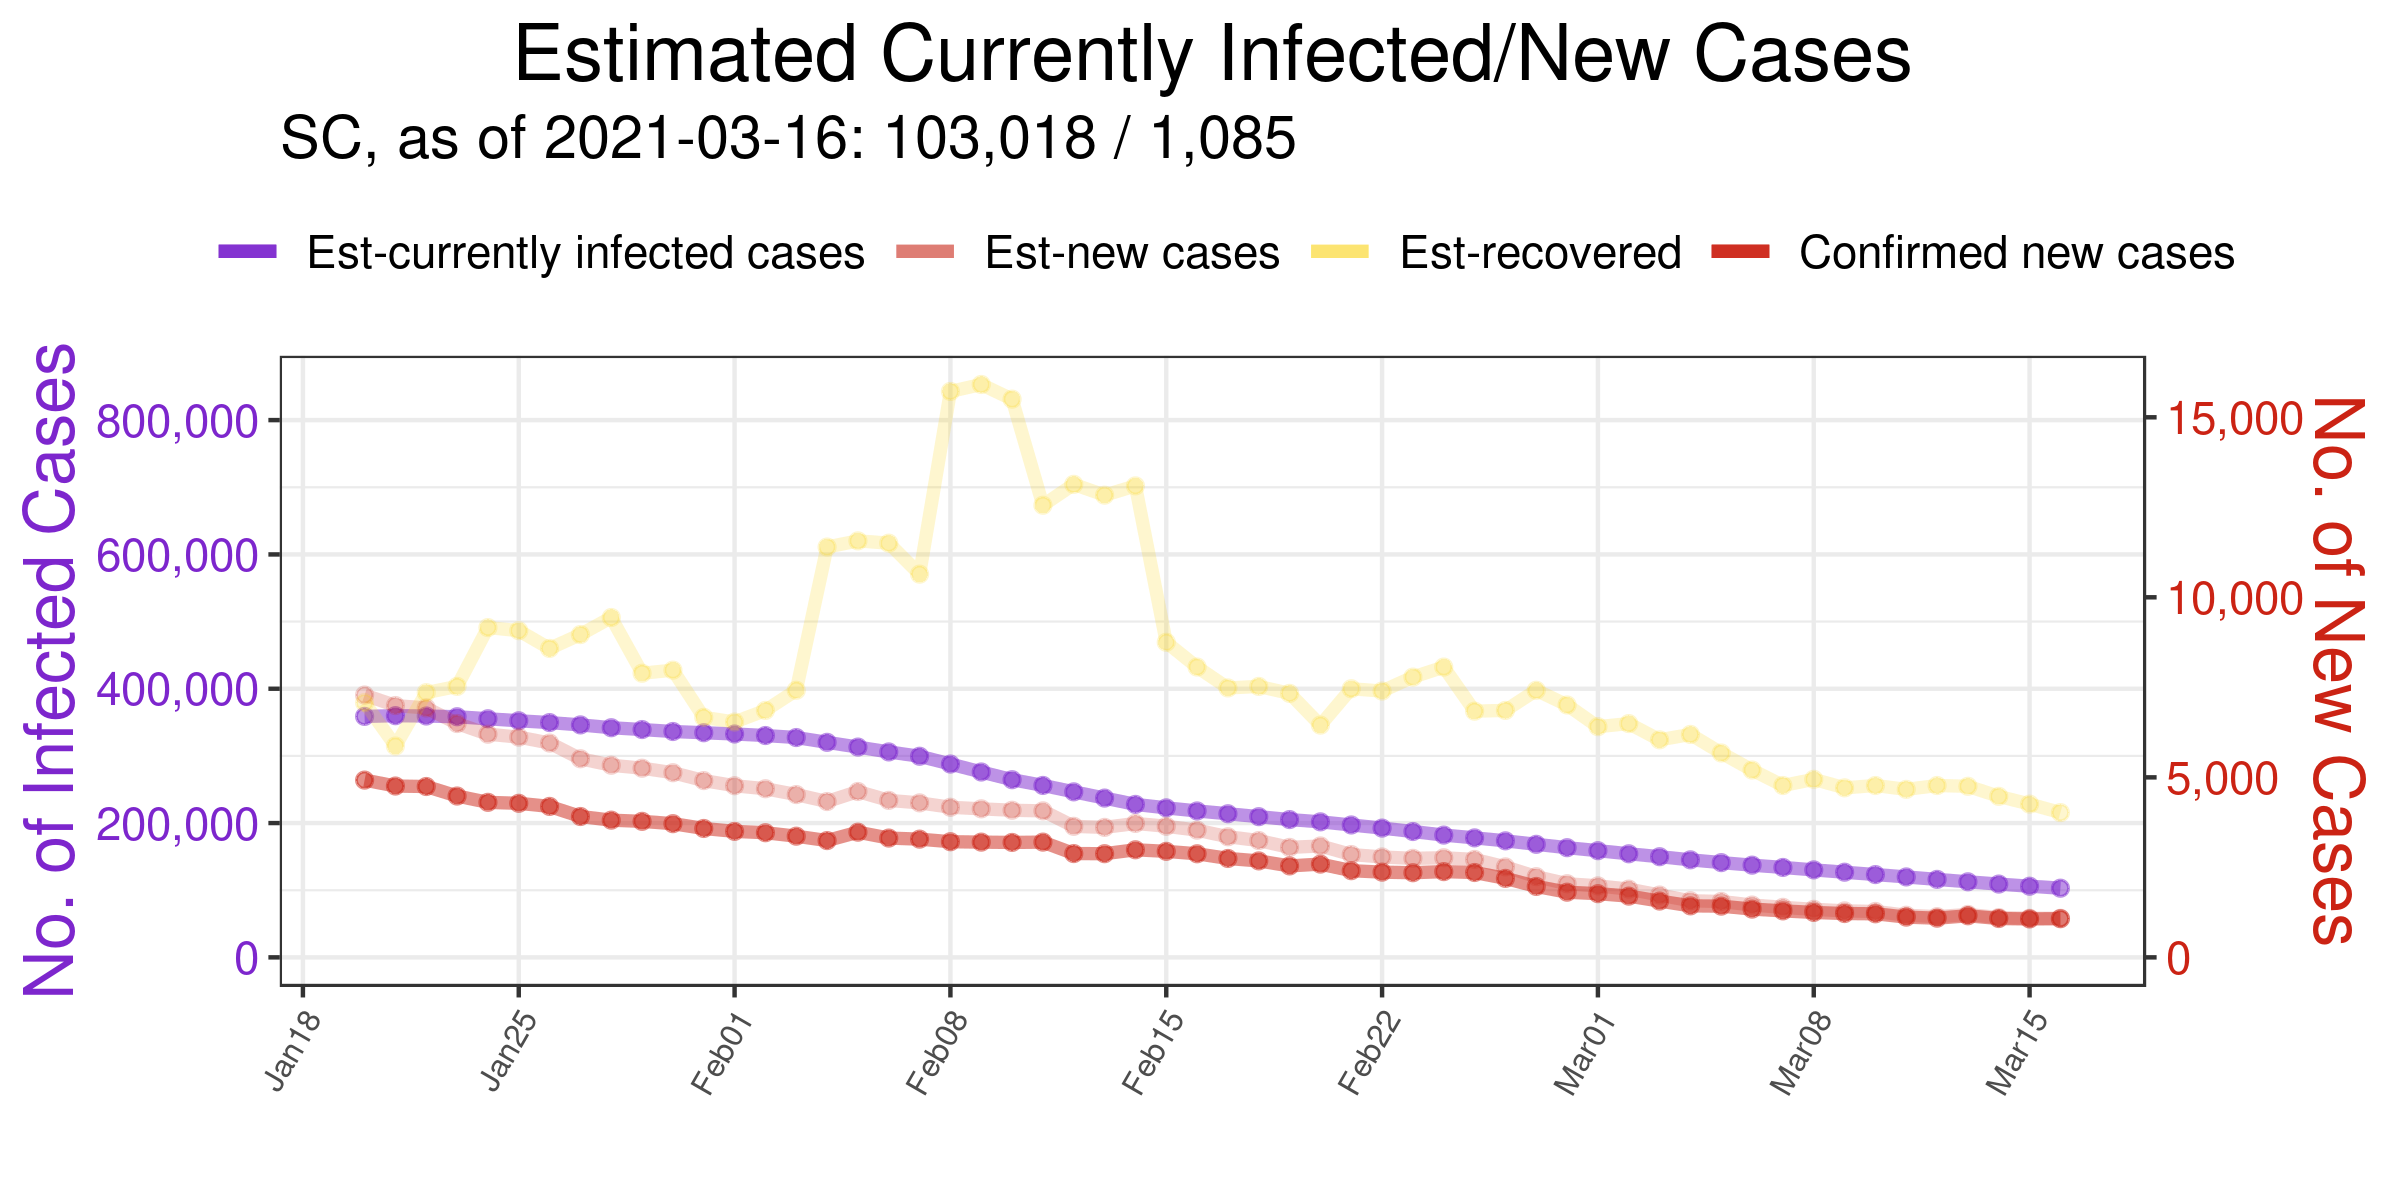 Estimated Currently Infected/New Cases
SC, as of 2021-03-16: 103,018 / 1,085
Est-currently infected cases Est-new cases Est-recovered Confirmed new cases
No. of Infected Cases
800,000
600,000
400,000
200,000
0
15,000
10,000
5,000
0
No. of New Cases
Jan18 Jan25 Feb01 Feb08 Feb15 Feb22 Mar01 Mar08 Mar15